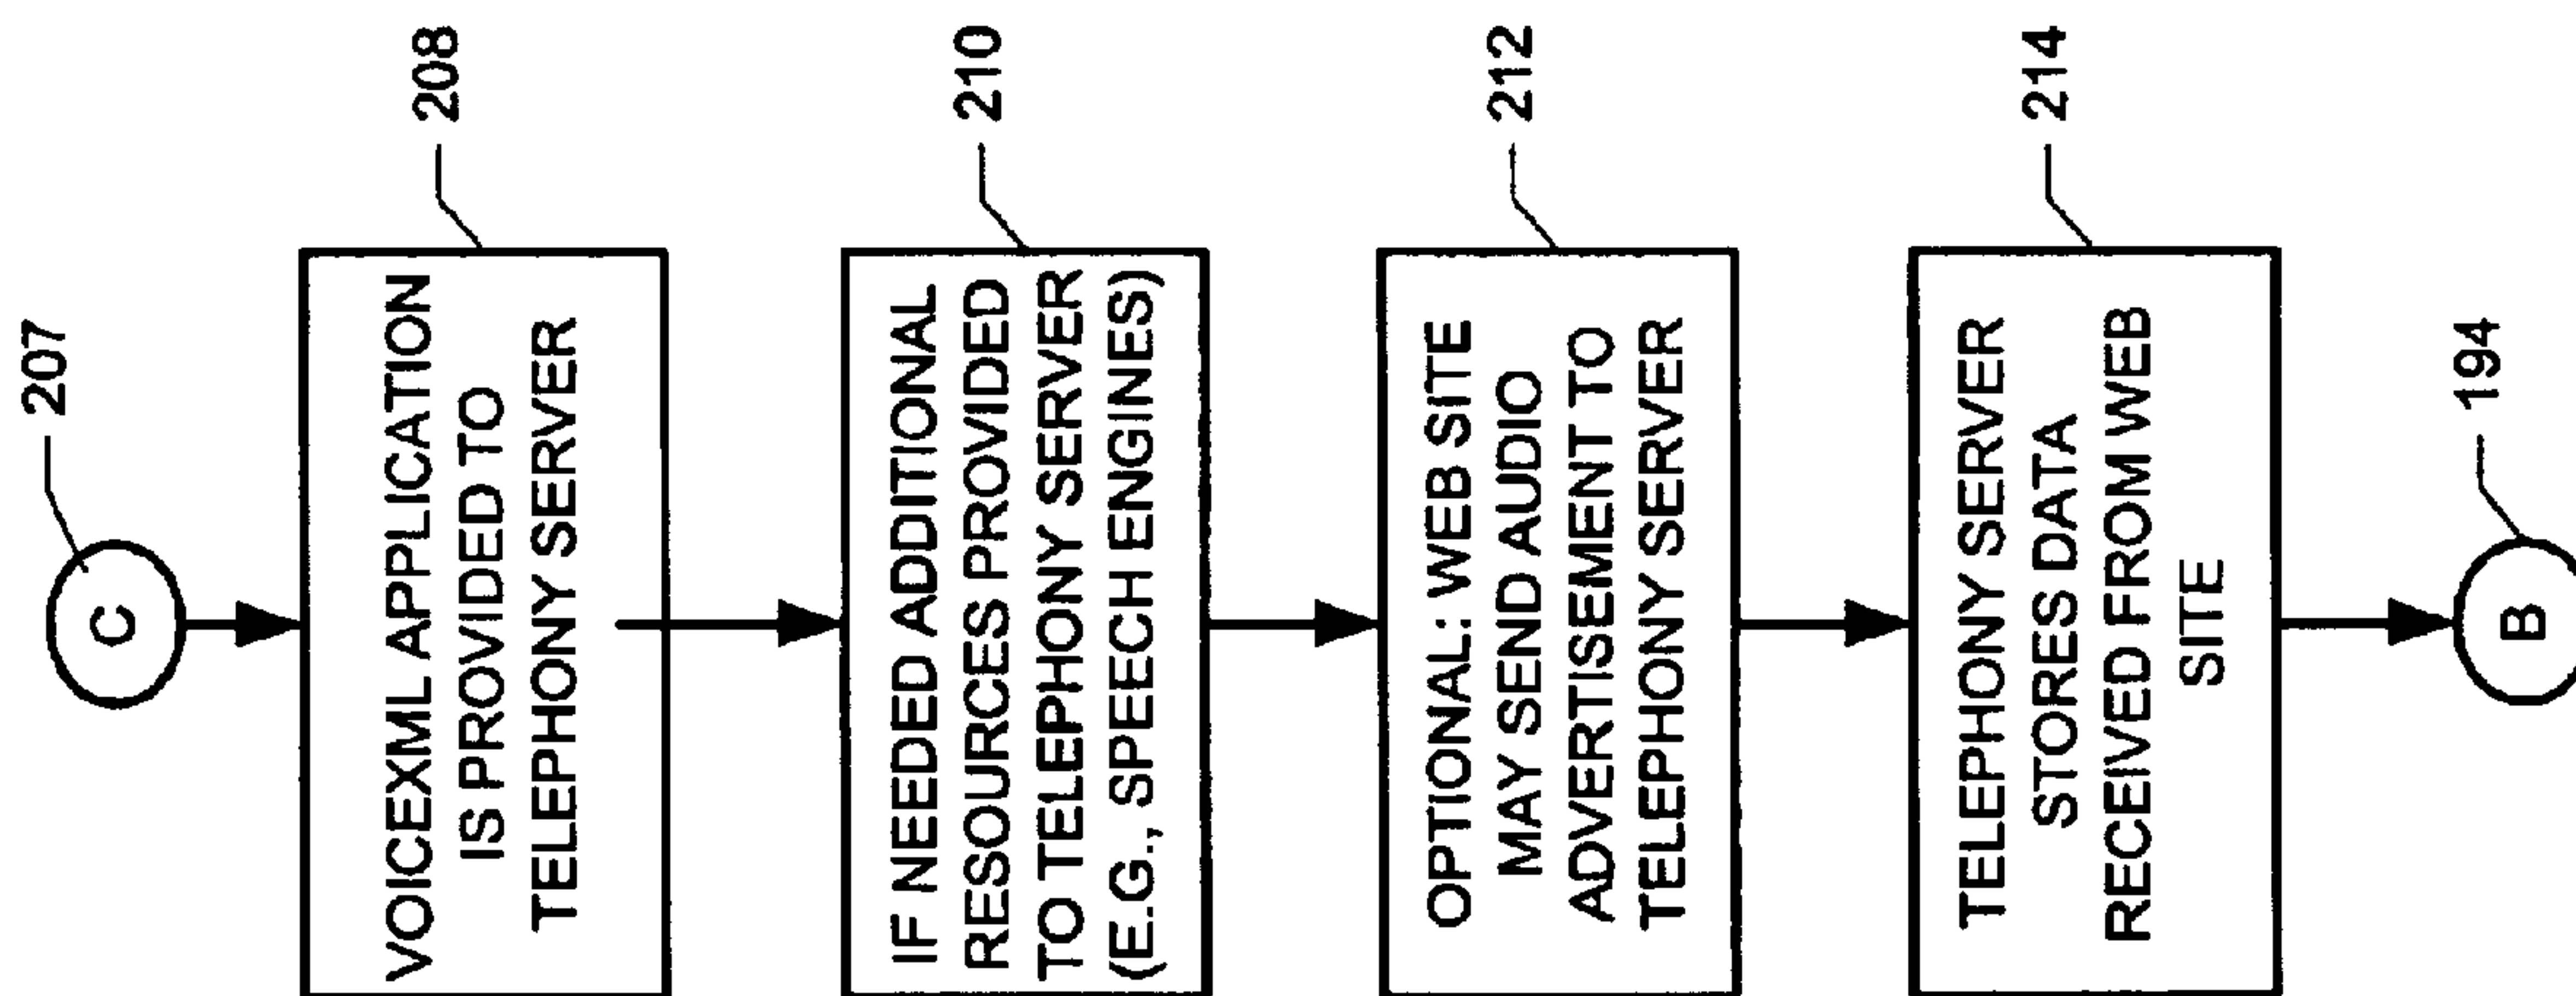 207
C
208
VOICEXML APPLICATION
IS PROVIDED TO
TELEPHONY SERVER
210
IF NEEDED ADDITIONAL
RESOURCES PROVIDED
TO TELEPHONY SERVER
(E.G., SPEECH ENGINES)
212
OPTIONAL: WEB SITE
MAY SEND AUDIO
ADVERTISEMENT TO
TELEPHONY SERVER
214
TELEPHONY SERVER
STORES DATA
RECEIVED FROM WEB
SITE
194
B